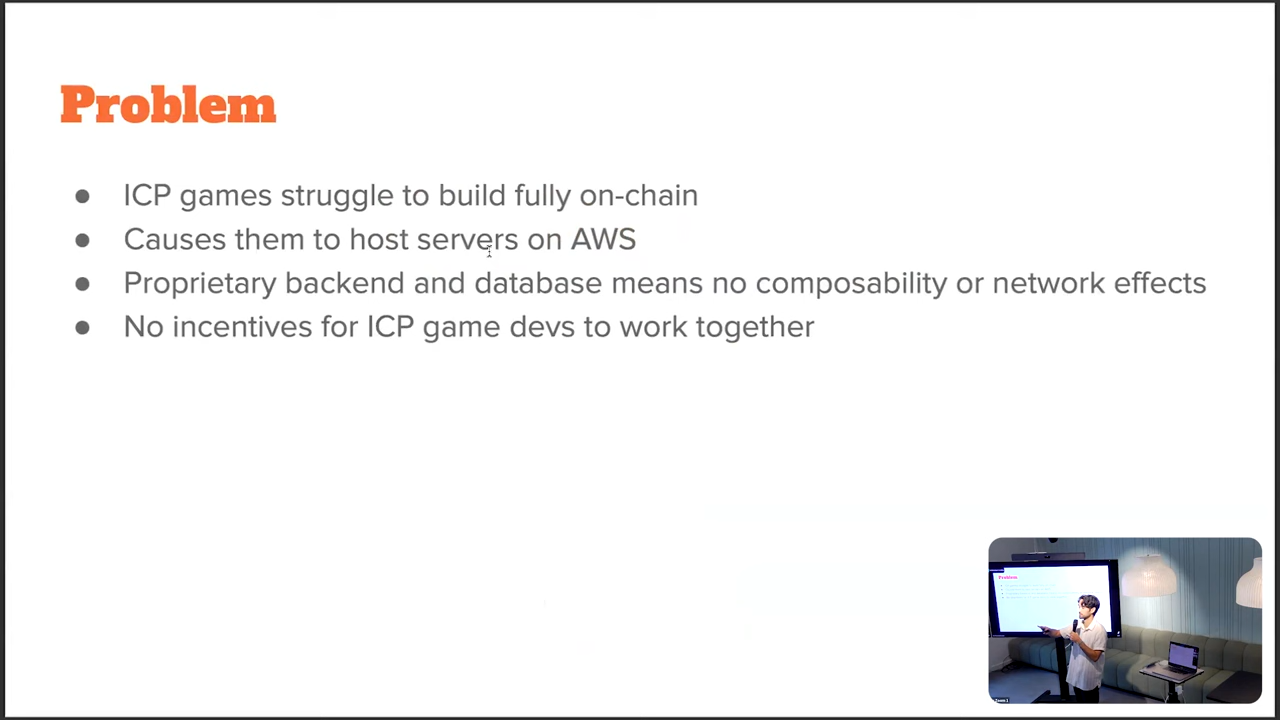 Problem
ICP games struggle to build fully on-chain
Causes them to host servers on AWS
Proprietary backend and database means no composability or network effects
No incentives for ICP game devs to work together
Problem